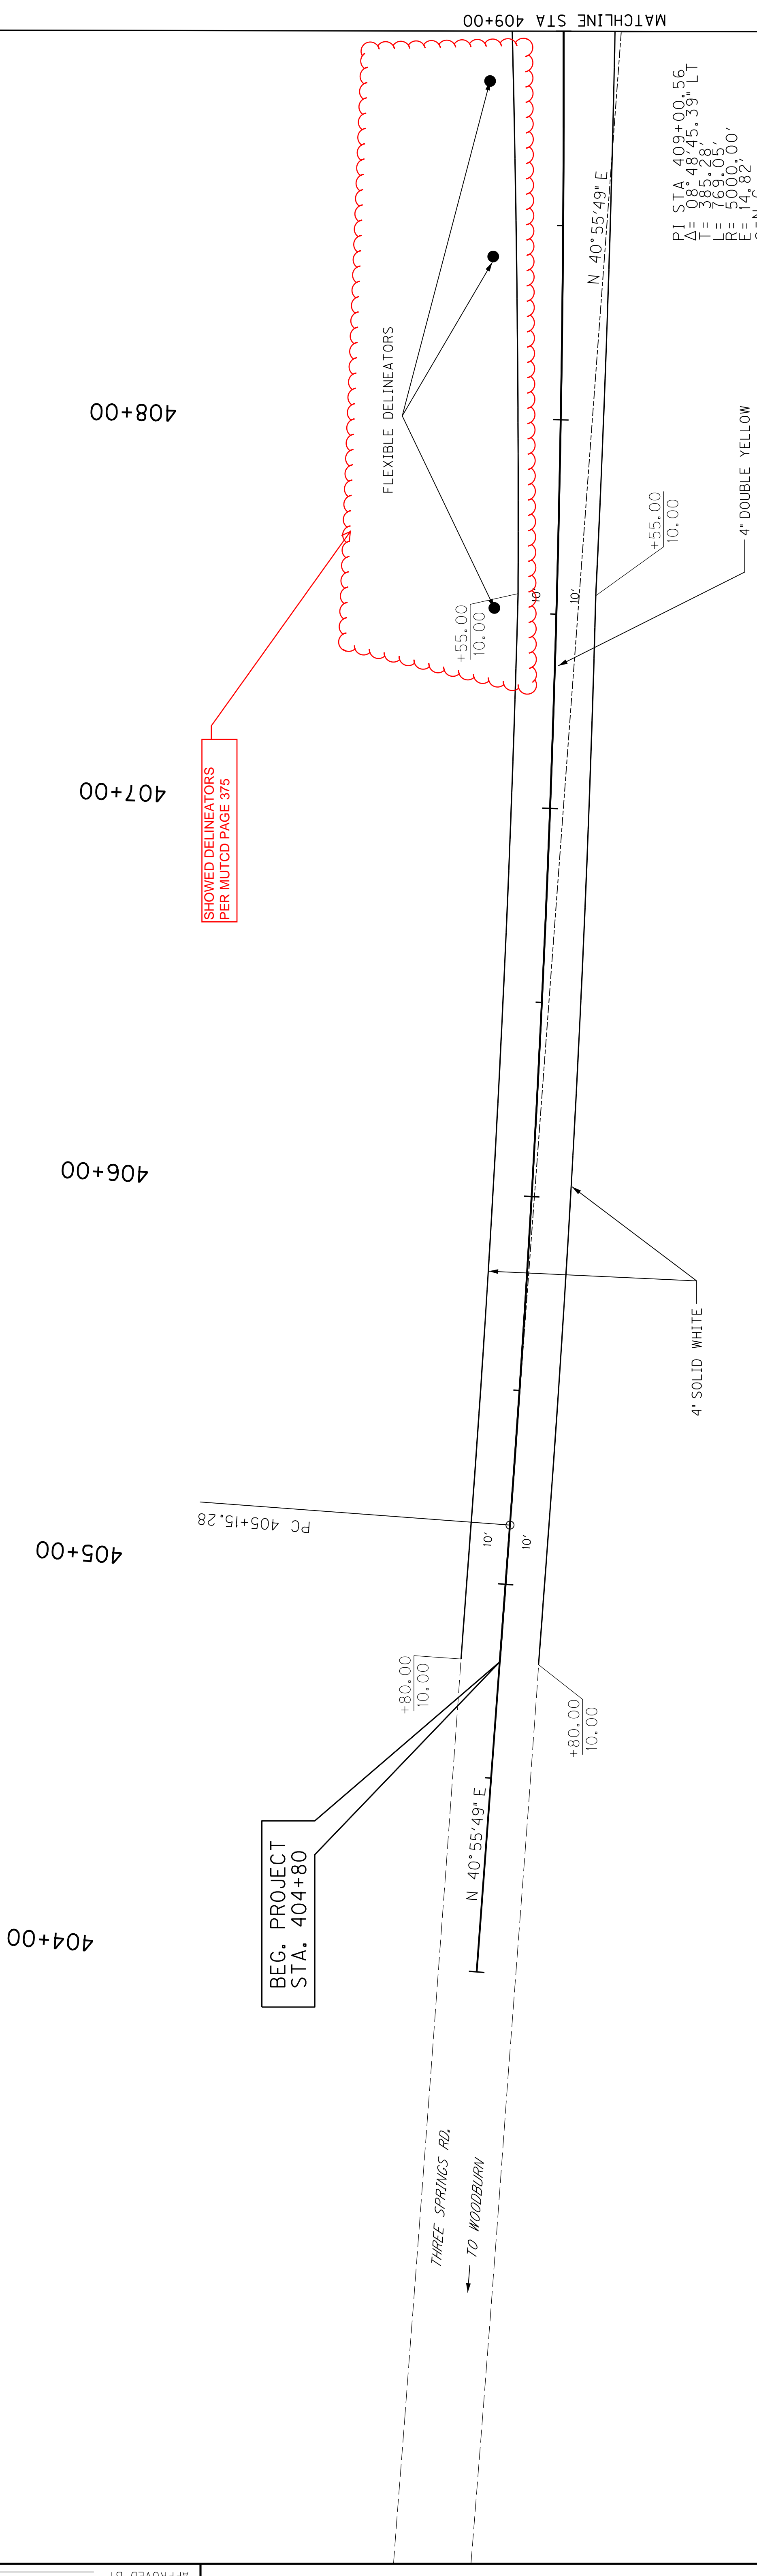 MATCHLINE STA 409+00
PI STA 409+00.56
Δ= 08°48'45.39" LT
T= 385.28'
L= 769.05'
R= 5000.00'
E= 14.82'
N 40°55'49" E
FLEXIBLE DELINEATORS
408+00
4" DOUBLE YELLOW
+55.00
10.00
+55.00
10.00
10'
10'
SHOWED DELINEATORS
PER MUTCD PAGE 375
407+00
406+00
4" SOLID WHITE
PC 405+15.28
405+00
10'
10'
+80.00
10.00
+80.00
10.00
BEG. PROJECT
STA. 404+80
N 40°55'49" E
404+00
THREE SPRINGS RD.
TO WOODBURN